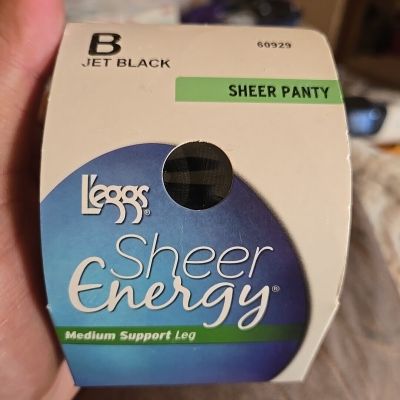 B
60929
JET BLACK
SHEER PANTY
L'eggs®
Sheer
Energy®
Medium Support Leg